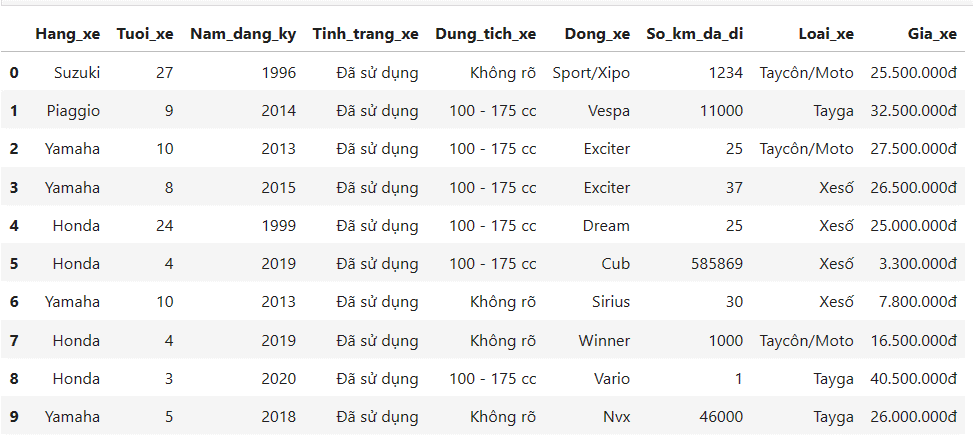 Hang_xe Tuoi_xe Nam_dang_ky Tinh_trang_xe Dung_tich_xe Dong_xe So_km_da_di Loai_xe Gia_xe
0 Suzuki 27 1996 Đã sử dụng Không rõ Sport/Xipo 1234 Taycôn/Moto 25.500.000đ
1 Piaggio 9 2014 Đã sử dụng 100 - 175 cc Vespa 11000 Tayga 32.500.000đ
2 Yamaha 10 2013 Đã sử dụng 100 - 175 cc Exciter 25 Taycôn/Moto 27.500.000đ
3 Yamaha 8 2015 Đã sử dụng 100 - 175 cc Exciter 37 Xesố 26.500.000đ
4 Honda 24 1999 Đã sử dụng 100 - 175 cc Dream 25 Xesố 25.000.000đ
5 Honda 4 2019 Đã sử dụng 100 - 175 cc Cub 585869 Xesố 3.300.000đ
6 Yamaha 10 2013 Đã sử dụng Không rõ Sirius 30 Xesố 7.800.000đ
7 Honda 4 2019 Đã sử dụng Không rõ Winner 1000 Taycôn/Moto 16.500.000đ
8 Honda 3 2020 Đã sử dụng 100 - 175 cc Vario 1 Tayga 40.500.000đ
9 Yamaha 5 2018 Đã sử dụng Không rõ Nvx 46000 Tayga 26.000.000đ